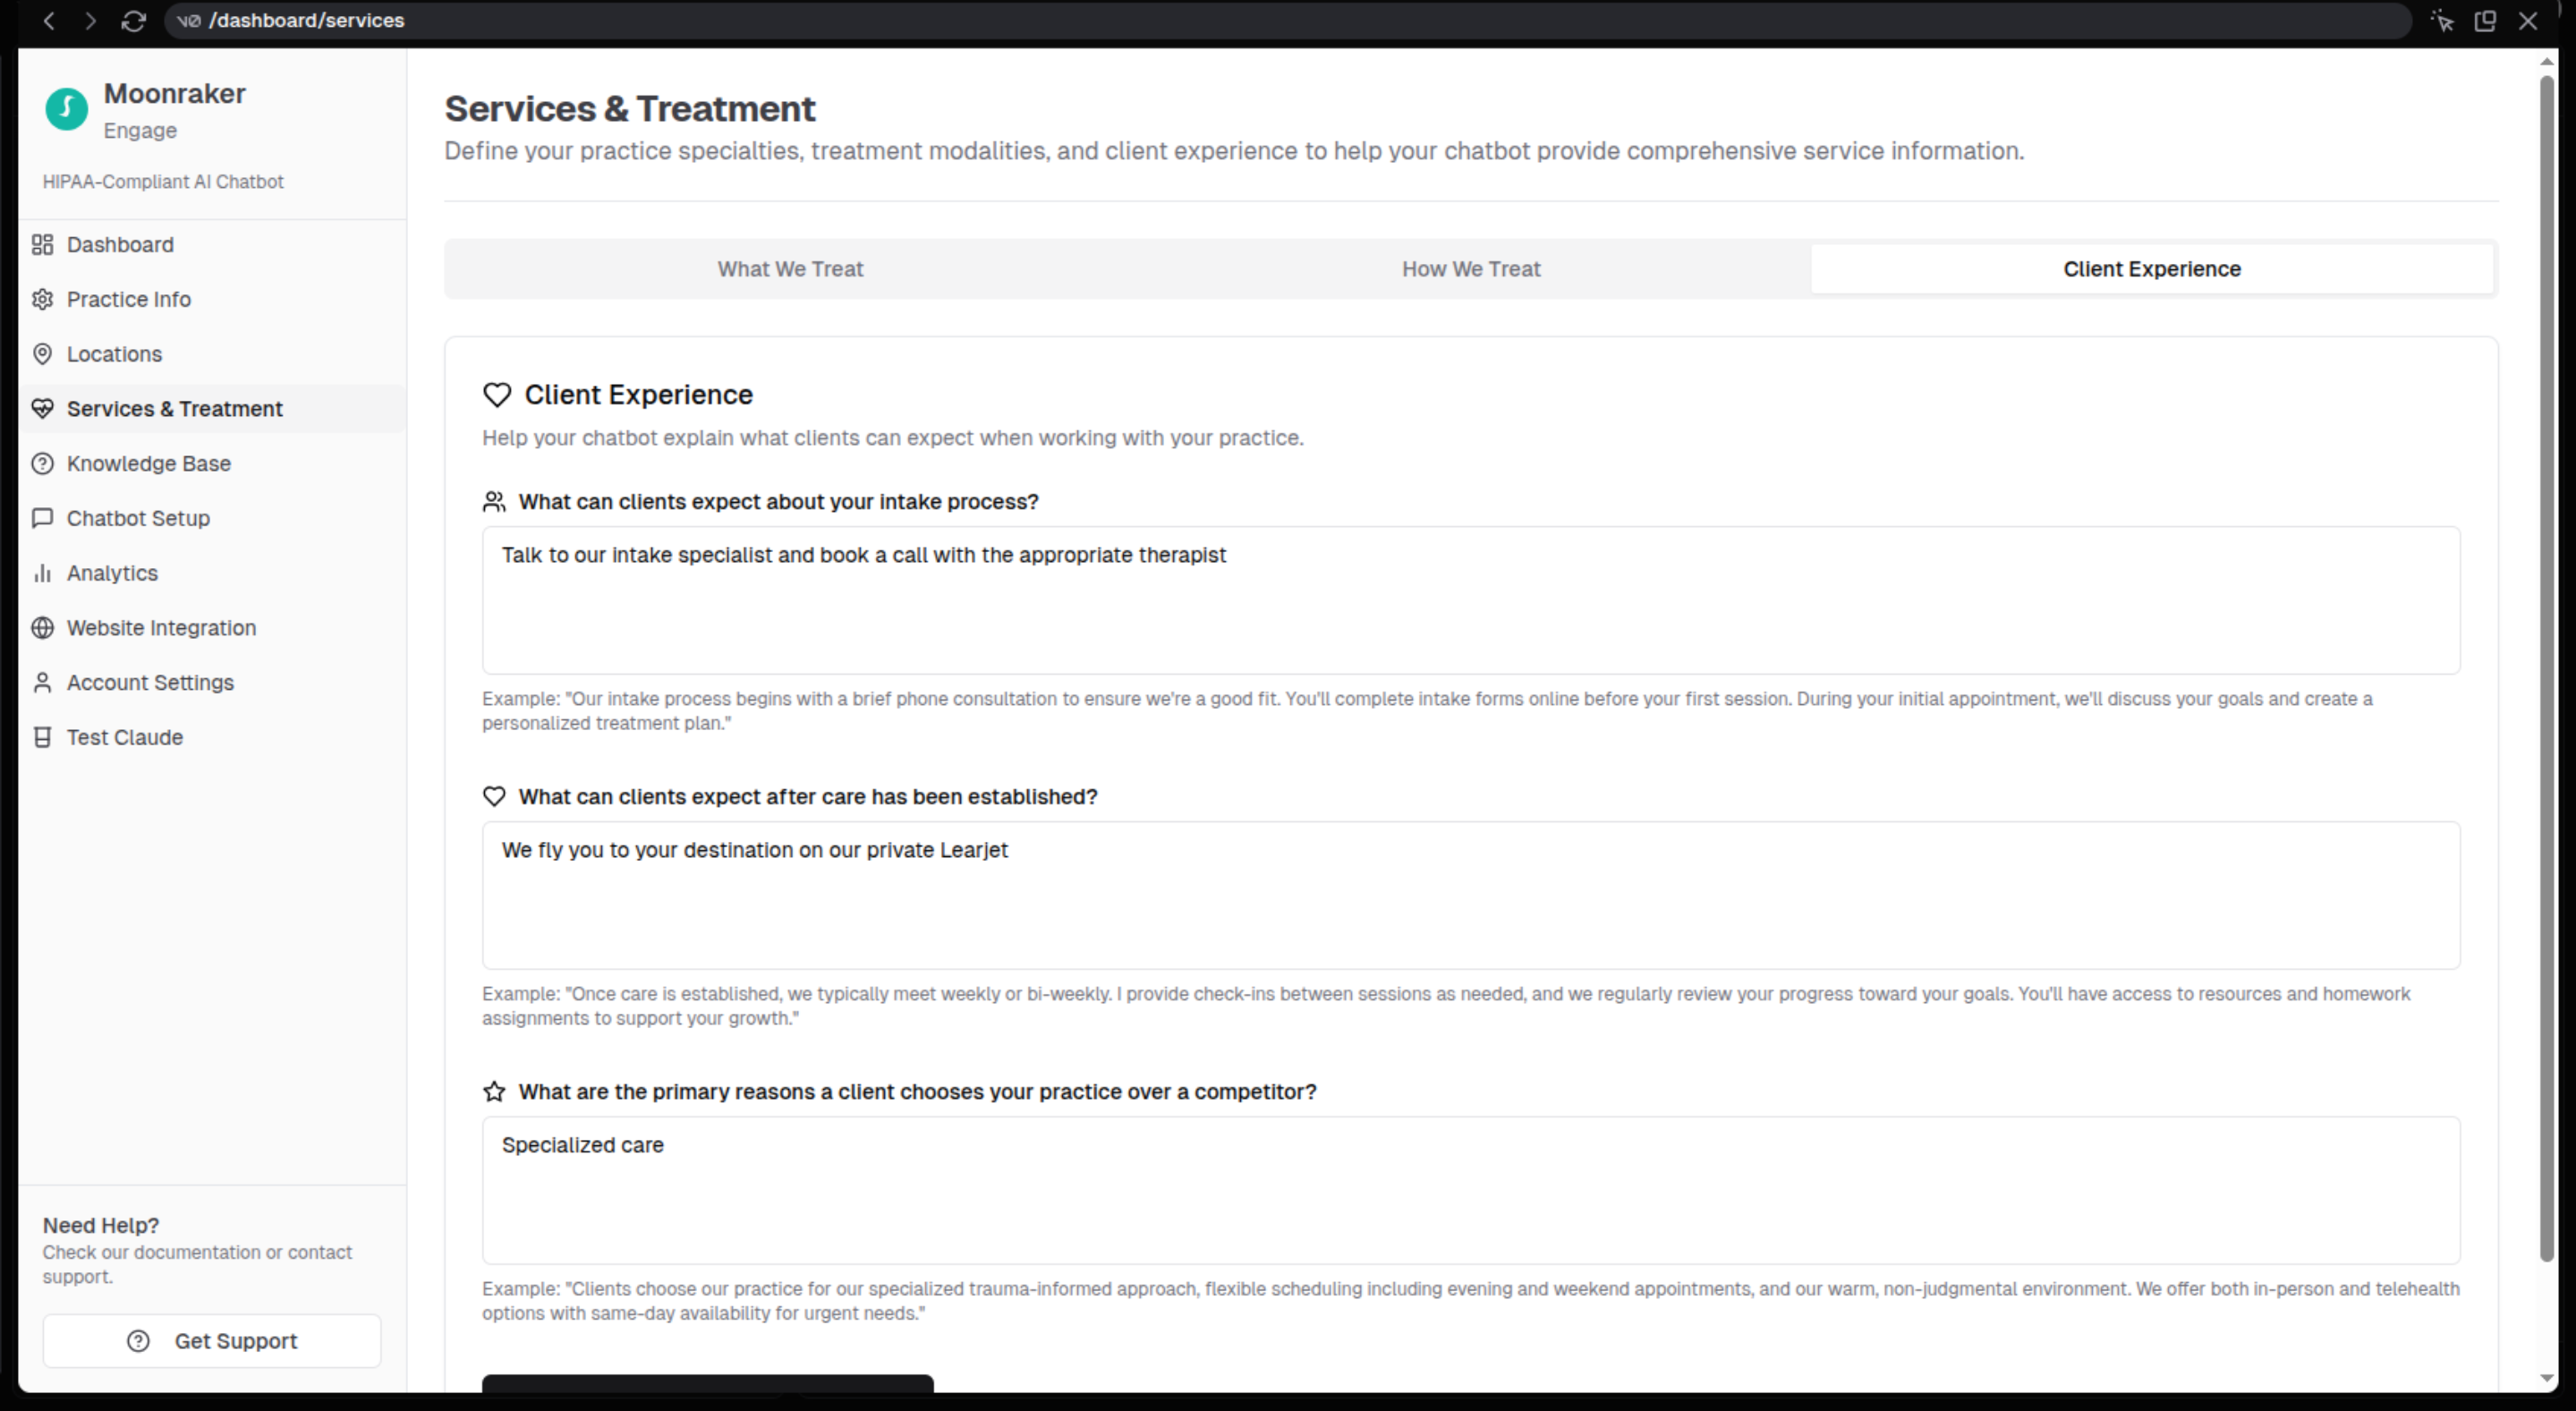 v0 /dashboard/services
Moonraker
Engage
HIPAA-Compliant AI Chatbot
Dashboard
Practice Info
Locations
Services & Treatment
Knowledge Base
Chatbot Setup
Analytics
Website Integration
Account Settings
Test Claude
Need Help?
Check our documentation or contact
support.
Get Support
Services & Treatment
Define your practice specialties, treatment modalities, and client experience to help your chatbot provide comprehensive service information.
What We Treat
How We Treat
Client Experience
Client Experience
Help your chatbot explain what clients can expect when working with your practice.
What can clients expect about your intake process?
Talk to our intake specialist and book a call with the appropriate therapist
Example: "Our intake process begins with a brief phone consultation to ensure we're a good fit. You'll complete intake forms online before your first session. During your initial appointment, we'll discuss your goals and create a
personalized treatment plan."
What can clients expect after care has been established?
We fly you to your destination on our private Learjet
Example: "Once care is established, we typically meet weekly or bi-weekly. I provide check-ins between sessions as needed, and we regularly review your progress toward your goals. You'll have access to resources and homework
assignments to support your growth."
What are the primary reasons a client chooses your practice over a competitor?
Specialized care
Example: "Clients choose our practice for our specialized trauma-informed approach, flexible scheduling including evening and weekend appointments, and our warm, non-judgmental environment. We offer both in-person and telehealth
options with same-day availability for urgent needs."